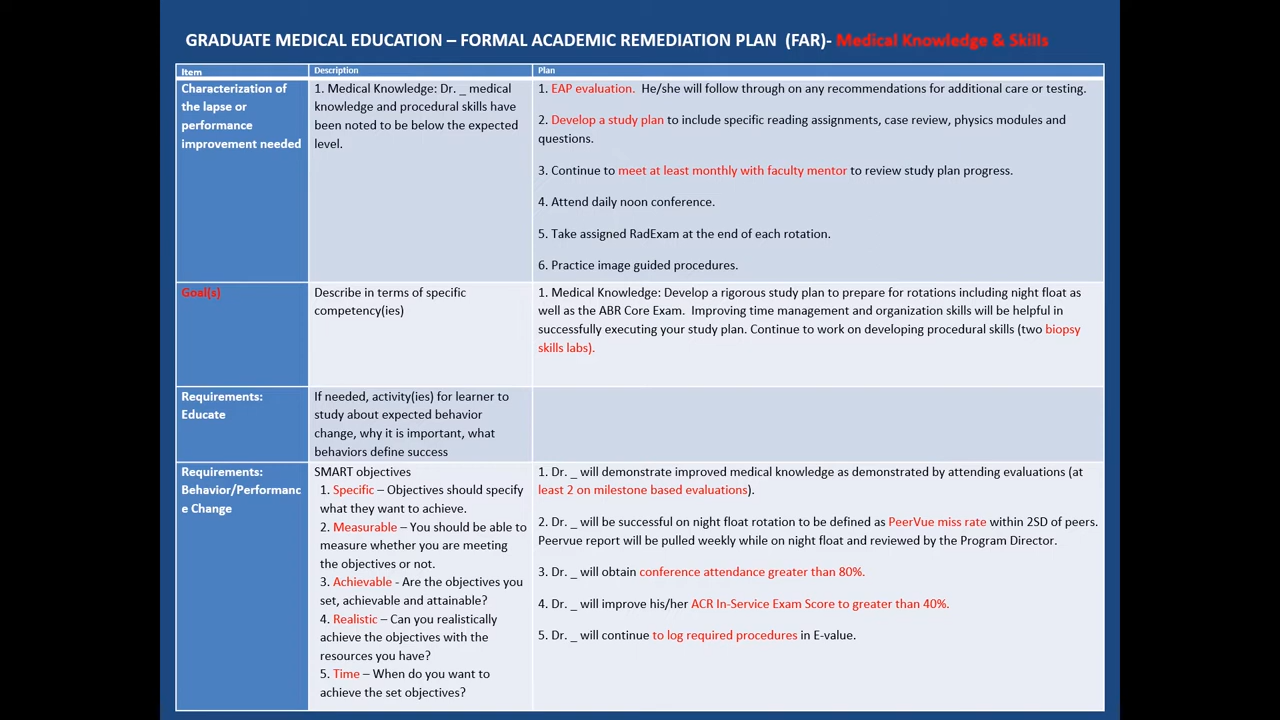 GRADUATE MEDICAL EDUCATION – FORMAL ACADEMIC REMEDIATION PLAN (FAR)- Medical Knowledge & Skills
Item
Description
Plan
Characterization of
the lapse or
performance
improvement needed
1. Medical Knowledge: Dr. _ medical
knowledge and procedural skills have
been noted to be below the expected
level.
1. EAP evaluation. He/she will follow through on any recommendations for additional care or testing.
2. Develop a study plan to include specific reading assignments, case review, physics modules and
questions.
3. Continue to meet at least monthly with faculty mentor to review study plan progress.
4. Attend daily noon conference.
5. Take assigned RadExam at the end of each rotation.
6. Practice image guided procedures.
Goal(s)
Describe in terms of specific
competency(ies)
1. Medical Knowledge: Develop a rigorous study plan to prepare for rotations including night float as
well as the ABR Core Exam. Improving time management and organization skills will be helpful in
successfully executing your study plan. Continue to work on developing procedural skills (two biopsy
skills labs).
Requirements:
Educate
If needed, activity(ies) for learner to
study about expected behavior
change, why it is important, what
behaviors define success
Requirements:
Behavior/Performanc
e Change
SMART objectives
1. Specific – Objectives should specify
what they want to achieve.
2. Measurable – You should be able to
measure whether you are meeting
the objectives or not.
3. Achievable - Are the objectives you
set, achievable and attainable?
4. Realistic – Can you realistically
achieve the objectives with the
resources you have?
5. Time – When do you want to
achieve the set objectives?
1. Dr. _ will demonstrate improved medical knowledge as demonstrated by attending evaluations (at
least 2 on milestone based evaluations).
2. Dr. _ will be successful on night float rotation to be defined as PeerVue miss rate within 2SD of peers.
Peervue report will be pulled weekly while on night float and reviewed by the Program Director.
3. Dr. _ will obtain conference attendance greater than 80%.
4. Dr. _ will improve his/her ACR In-Service Exam Score to greater than 40%.
5. Dr. _ will continue to log required procedures in E-value.